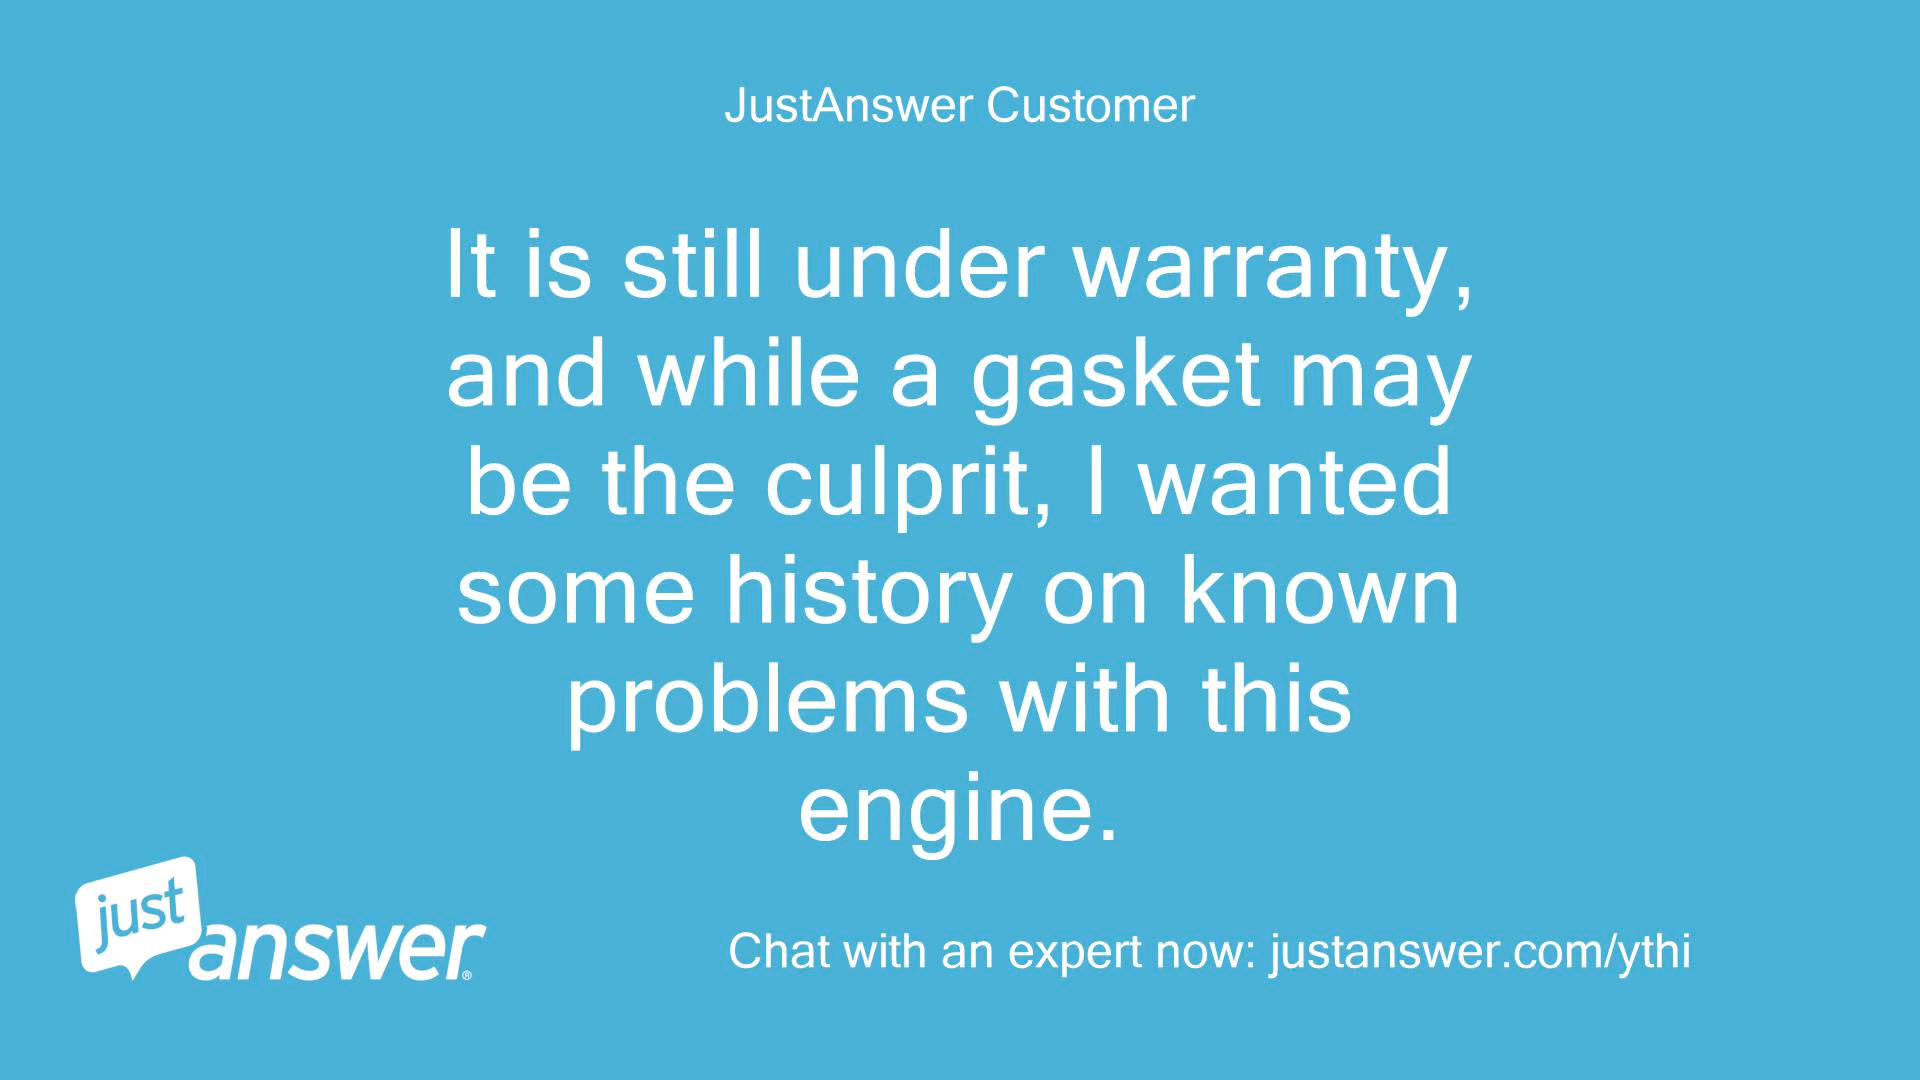 JustAnswer Customer
It is still under warranty,
and while a gasket may
be the culprit, I wanted
some history on known
problems with this
engine.
just
answer®
Chat with an expert now: justanswer.com/ythi